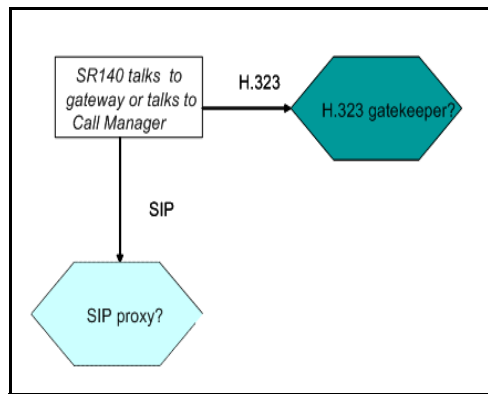 SR140 talks to
gateway or talks to
Call Manager
H.323
H.323 gatekeeper?
SIP
SIP proxy?